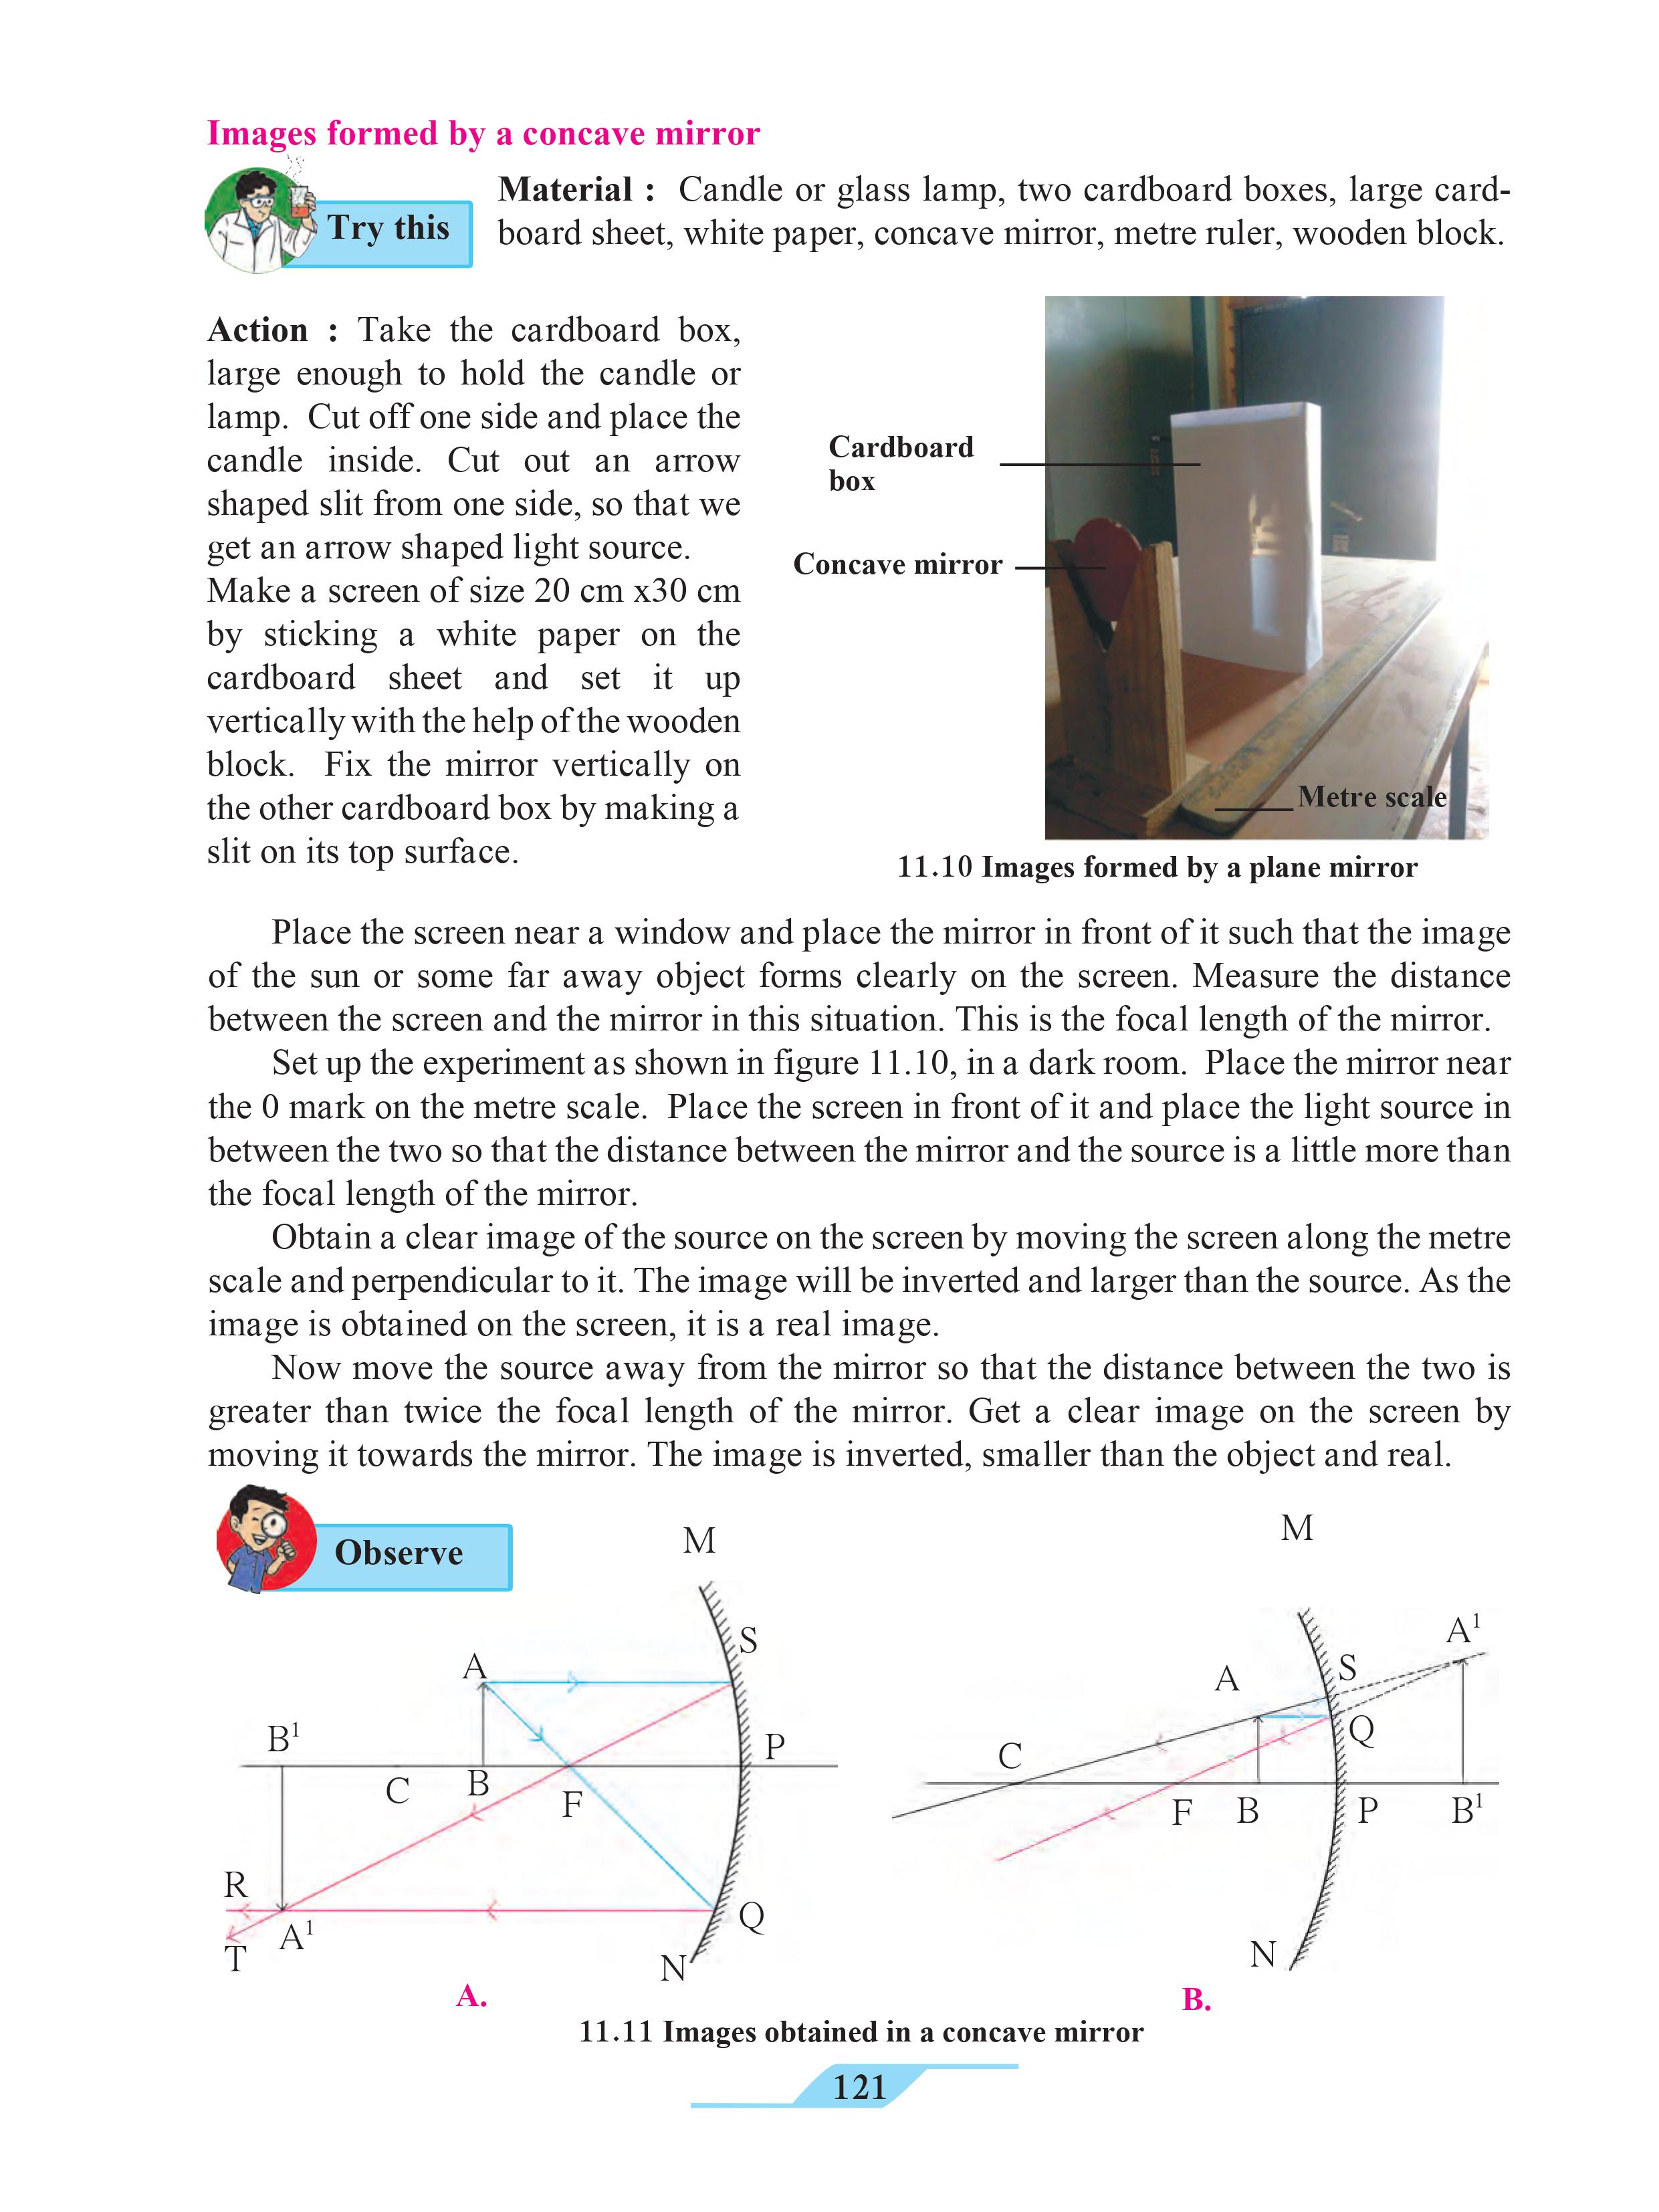 Images formed by a concave mirror
Try this
Material : Candle or glass lamp, two cardboard boxes, large card-
board sheet, white paper, concave mirror, metre ruler, wooden block.
Action : Take the cardboard box,
large enough to hold the candle or
lamp. Cut off one side and place the
candle inside. Cut out an arrow
shaped slit from one side, so that we
get an arrow shaped light source.
Make a screen of size 20 cm x30 cm
by sticking a white paper on the
cardboard sheet and set it up
vertically with the help of the wooden
block. Fix the mirror vertically on
the other cardboard box by making a
slit on its top surface.
Cardboard
box
Concave mirror
Metre scale
11.10 Images formed by a plane mirror
Place the screen near a window and place the mirror in front of it such that the image
of the sun or some far away object forms clearly on the screen. Measure the distance
between the screen and the mirror in this situation. This is the focal length of the mirror.
Set up the experiment as shown in figure 11.10, in a dark room. Place the mirror near
the 0 mark on the metre scale. Place the screen in front of it and place the light source in
between the two so that the distance between the mirror and the source is a little more than
the focal length of the mirror.
Obtain a clear image of the source on the screen by moving the screen along the metre
scale and perpendicular to it. The image will be inverted and larger than the source. As the
image is obtained on the screen, it is a real image.
Now move the source away from the mirror so that the distance between the two is
greater than twice the focal length of the mirror. Get a clear image on the screen by
moving it towards the mirror. The image is inverted, smaller than the object and real.
Observe
M
S
A
B¹
P
C
B
F
R
Q
A¹
T
N
A.
M
A¹
S
A
Q
C
F
B
P
B¹
N
B.
11.11 Images obtained in a concave mirror
121